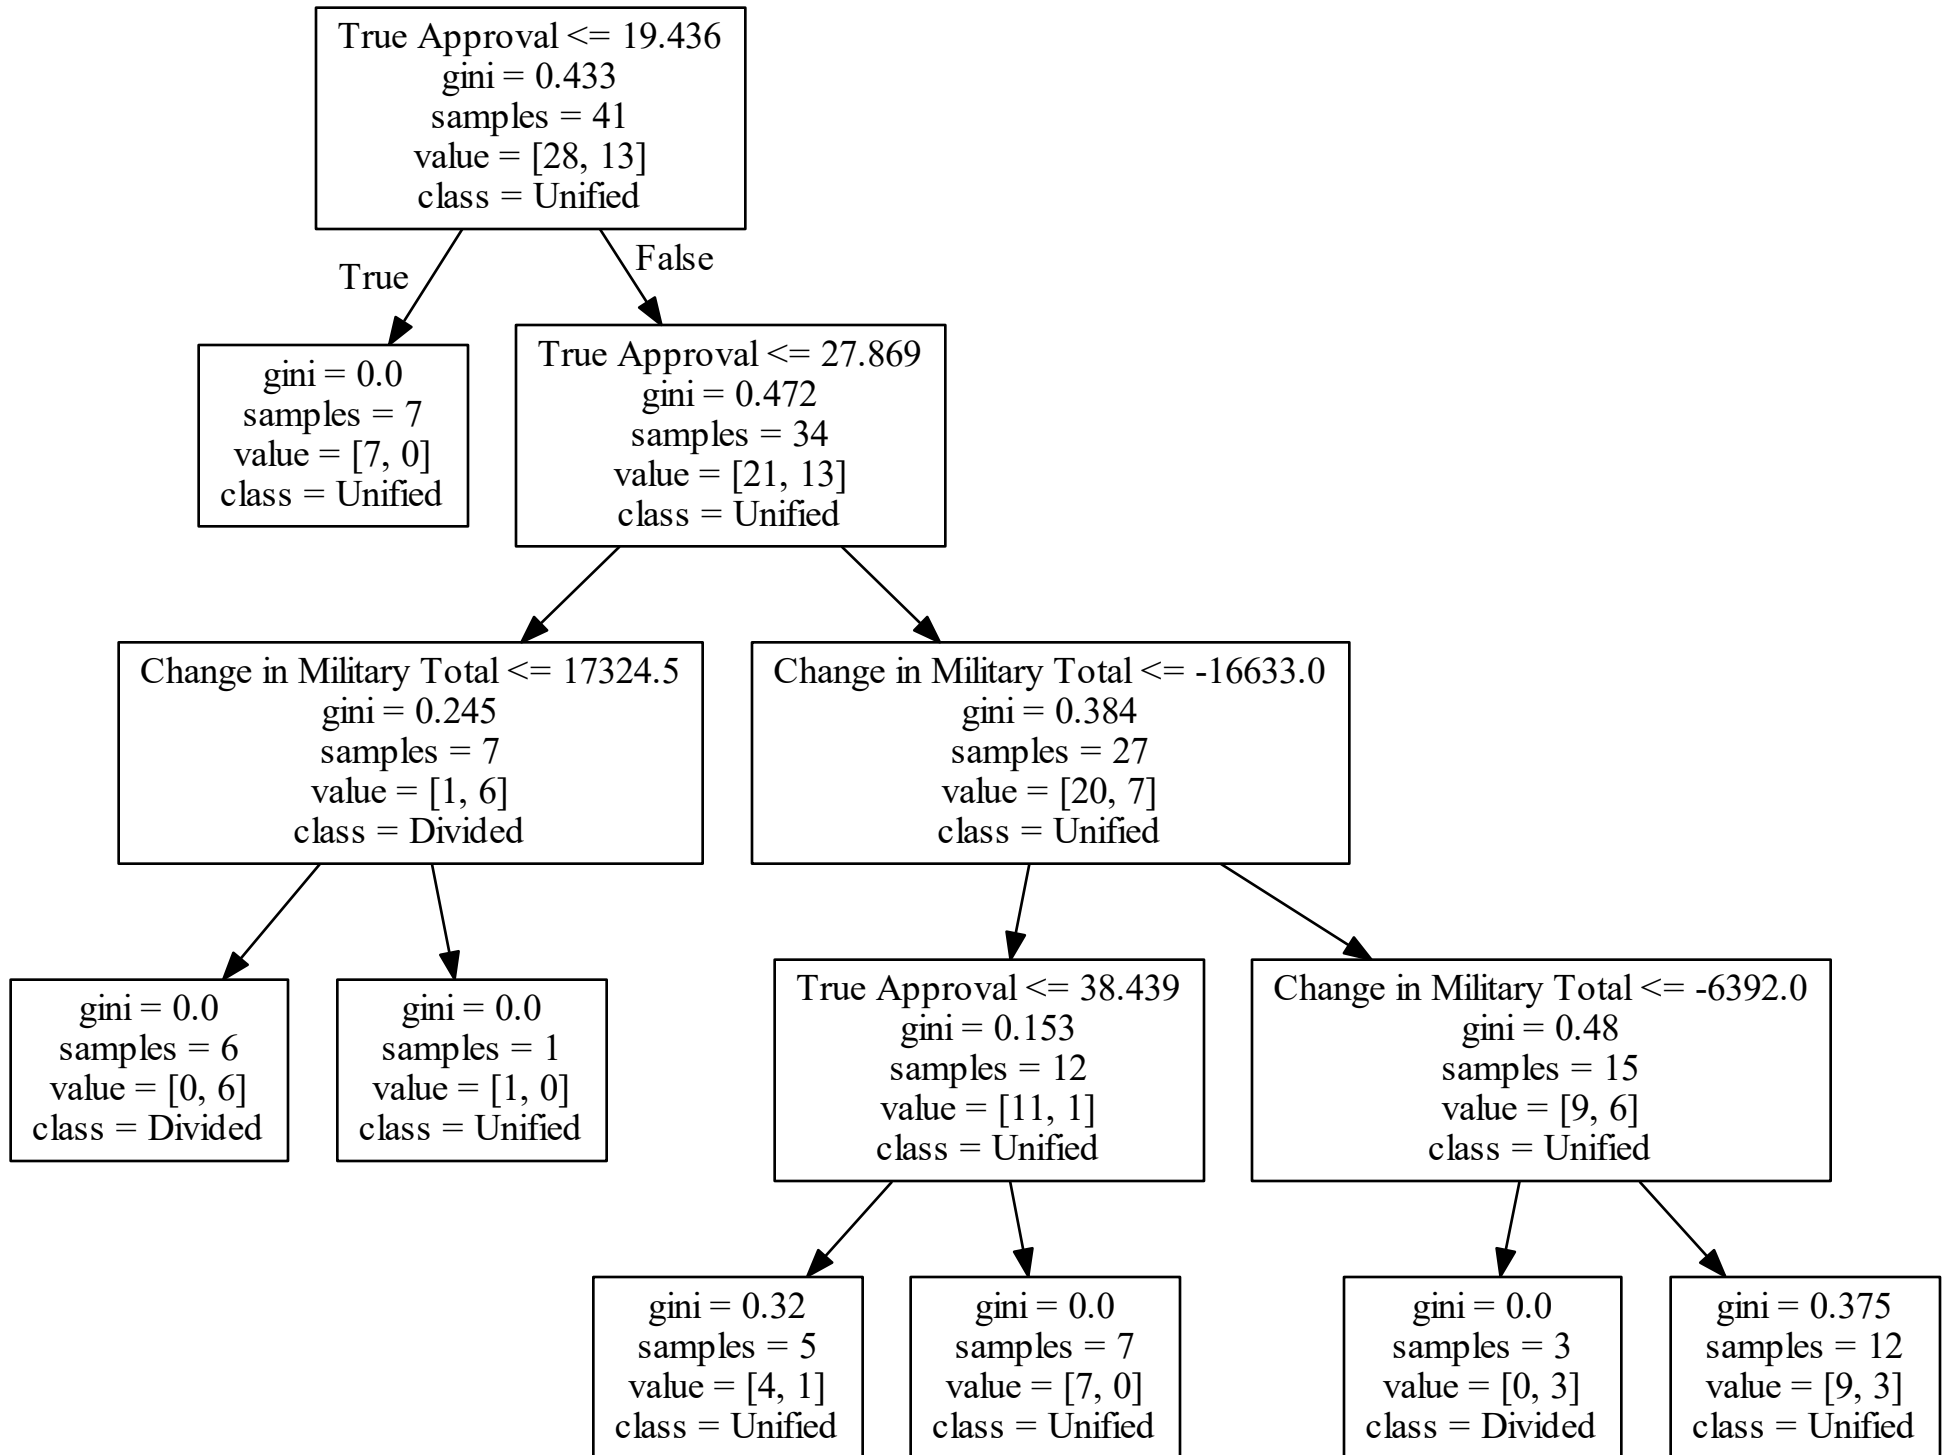 True Approval <= 19.436
gini = 0.433
samples = 41
value = [28, 13]
class = Unified
True
False
gini = 0.0
samples = 7
value = [7, 0]
class = Unified
True Approval <= 27.869
gini = 0.472
samples = 34
value = [21, 13]
class = Unified
Change in Military Total <= 17324.5
gini = 0.245
samples = 7
value = [1, 6]
class = Divided
Change in Military Total <= -16633.0
gini = 0.384
samples = 27
value = [20, 7]
class = Unified
gini = 0.0
samples = 6
value = [0, 6]
class = Divided
gini = 0.0
samples = 1
value = [1, 0]
class = Unified
True Approval <= 38.439
gini = 0.153
samples = 12
value = [11, 1]
class = Unified
Change in Military Total <= -6392.0
gini = 0.48
samples = 15
value = [9, 6]
class = Unified
gini = 0.32
samples = 5
value = [4, 1]
class = Unified
gini = 0.0
samples = 7
value = [7, 0]
class = Unified
gini = 0.0
samples = 3
value = [0, 3]
class = Divided
gini = 0.375
samples = 12
value = [9, 3]
class = Unified